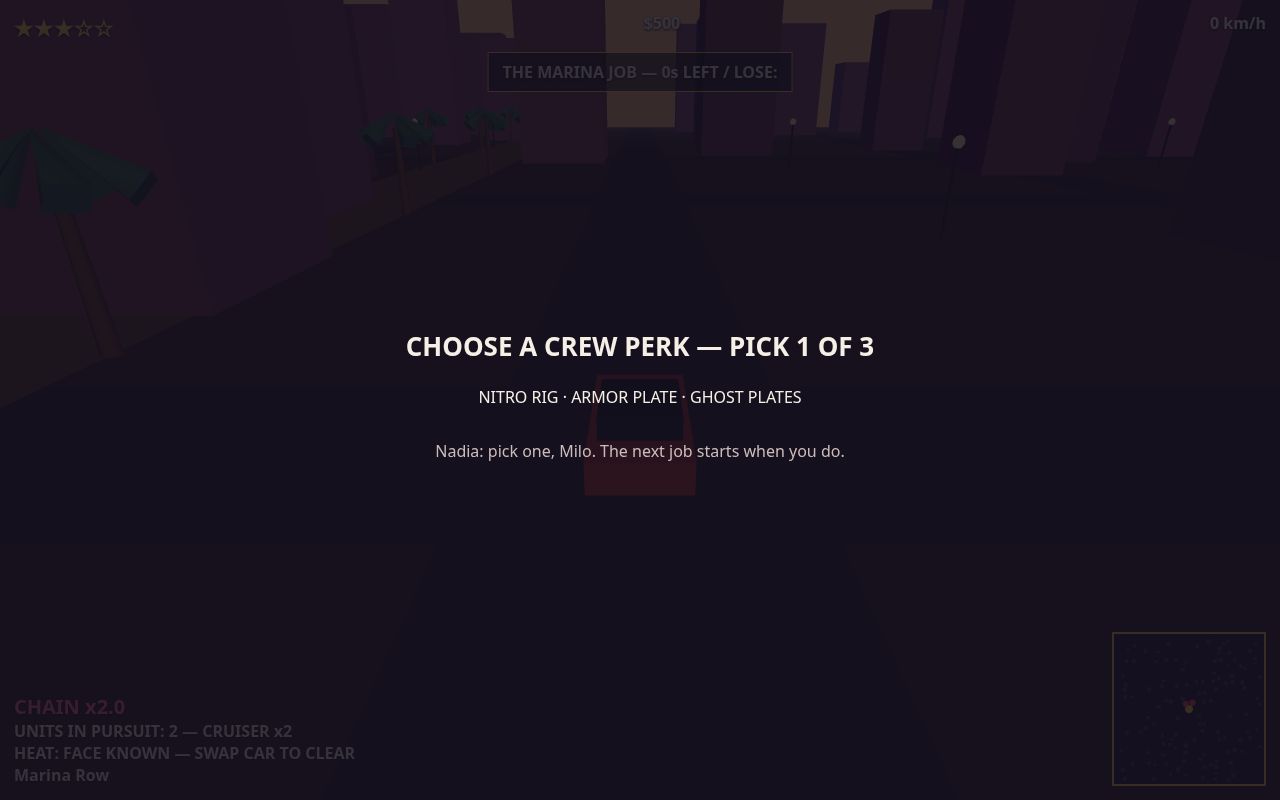 ★★★☆☆
$500
0 km/h
THE MARINA JOB — 0s LEFT / LOSE:
CHOOSE A CREW PERK — PICK 1 OF 3
NITRO RIG · ARMOR PLATE · GHOST PLATES
Nadia: pick one, Milo. The next job starts when you do.
CHAIN x2.0
UNITS IN PURSUIT: 2 — CRUISER x2
HEAT: FACE KNOWN — SWAP CAR TO CLEAR
Marina Row